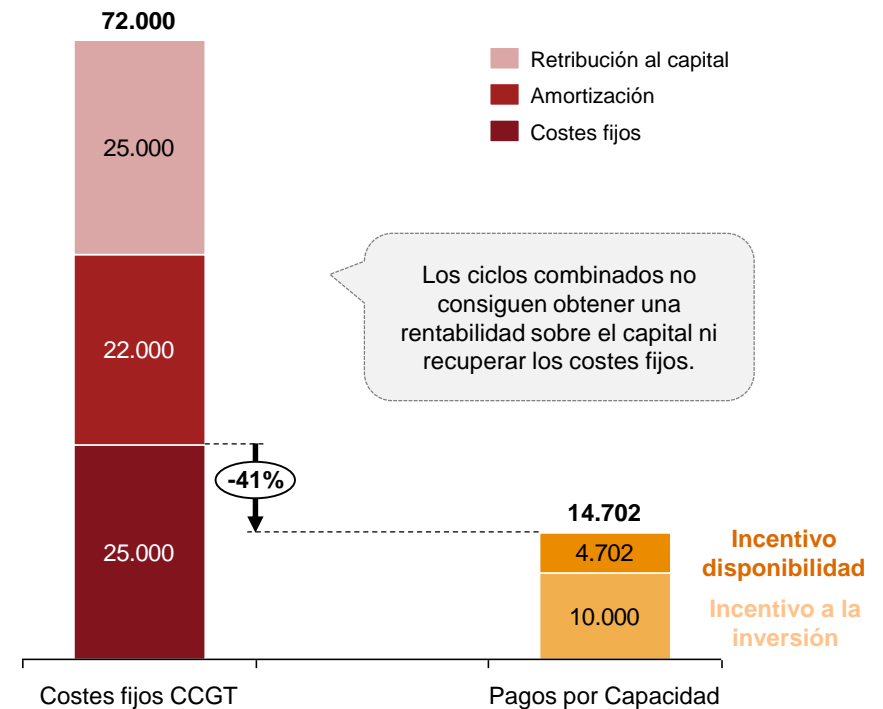 72.000
Retribución al capital
Amortización
Costes fijos
25.000
Los ciclos combinados no
consiguen obtener una
rentabilidad sobre el capital ni
recuperar los costes fijos.
22.000
-41%
25.000
14.702
4.702
10.000
Incentivo
disponibilidad
Incentivo a la
inversión
Costes fijos CCGT
Pagos por Capacidad